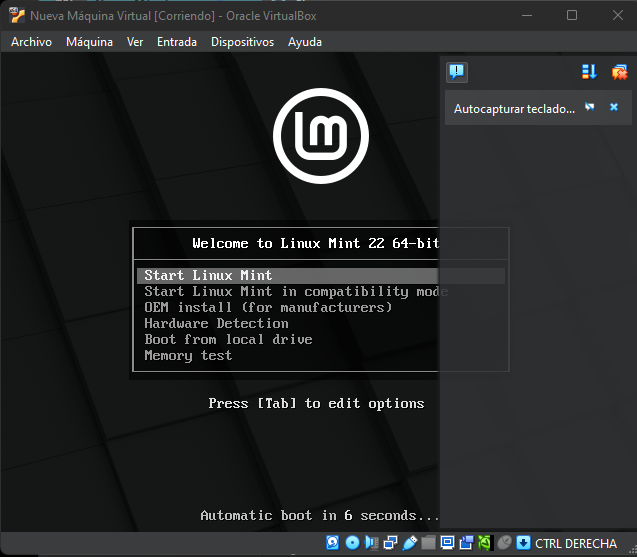 Nueva Máquina Virtual [Corriendo] - Oracle VirtualBox
Archivo Máquina Ver Entrada Dispositivos Ayuda
Autocapturar teclado...
Welcome to Linux Mint 22 64-bit
Start Linux Mint
Start Linux Mint in compatibility mode
OEM install (for manufacturers)
Hardware Detection
Boot from local drive
Memory test
Press [Tab] to edit options
Automatic boot in 6 seconds...
CTRL DERECHA